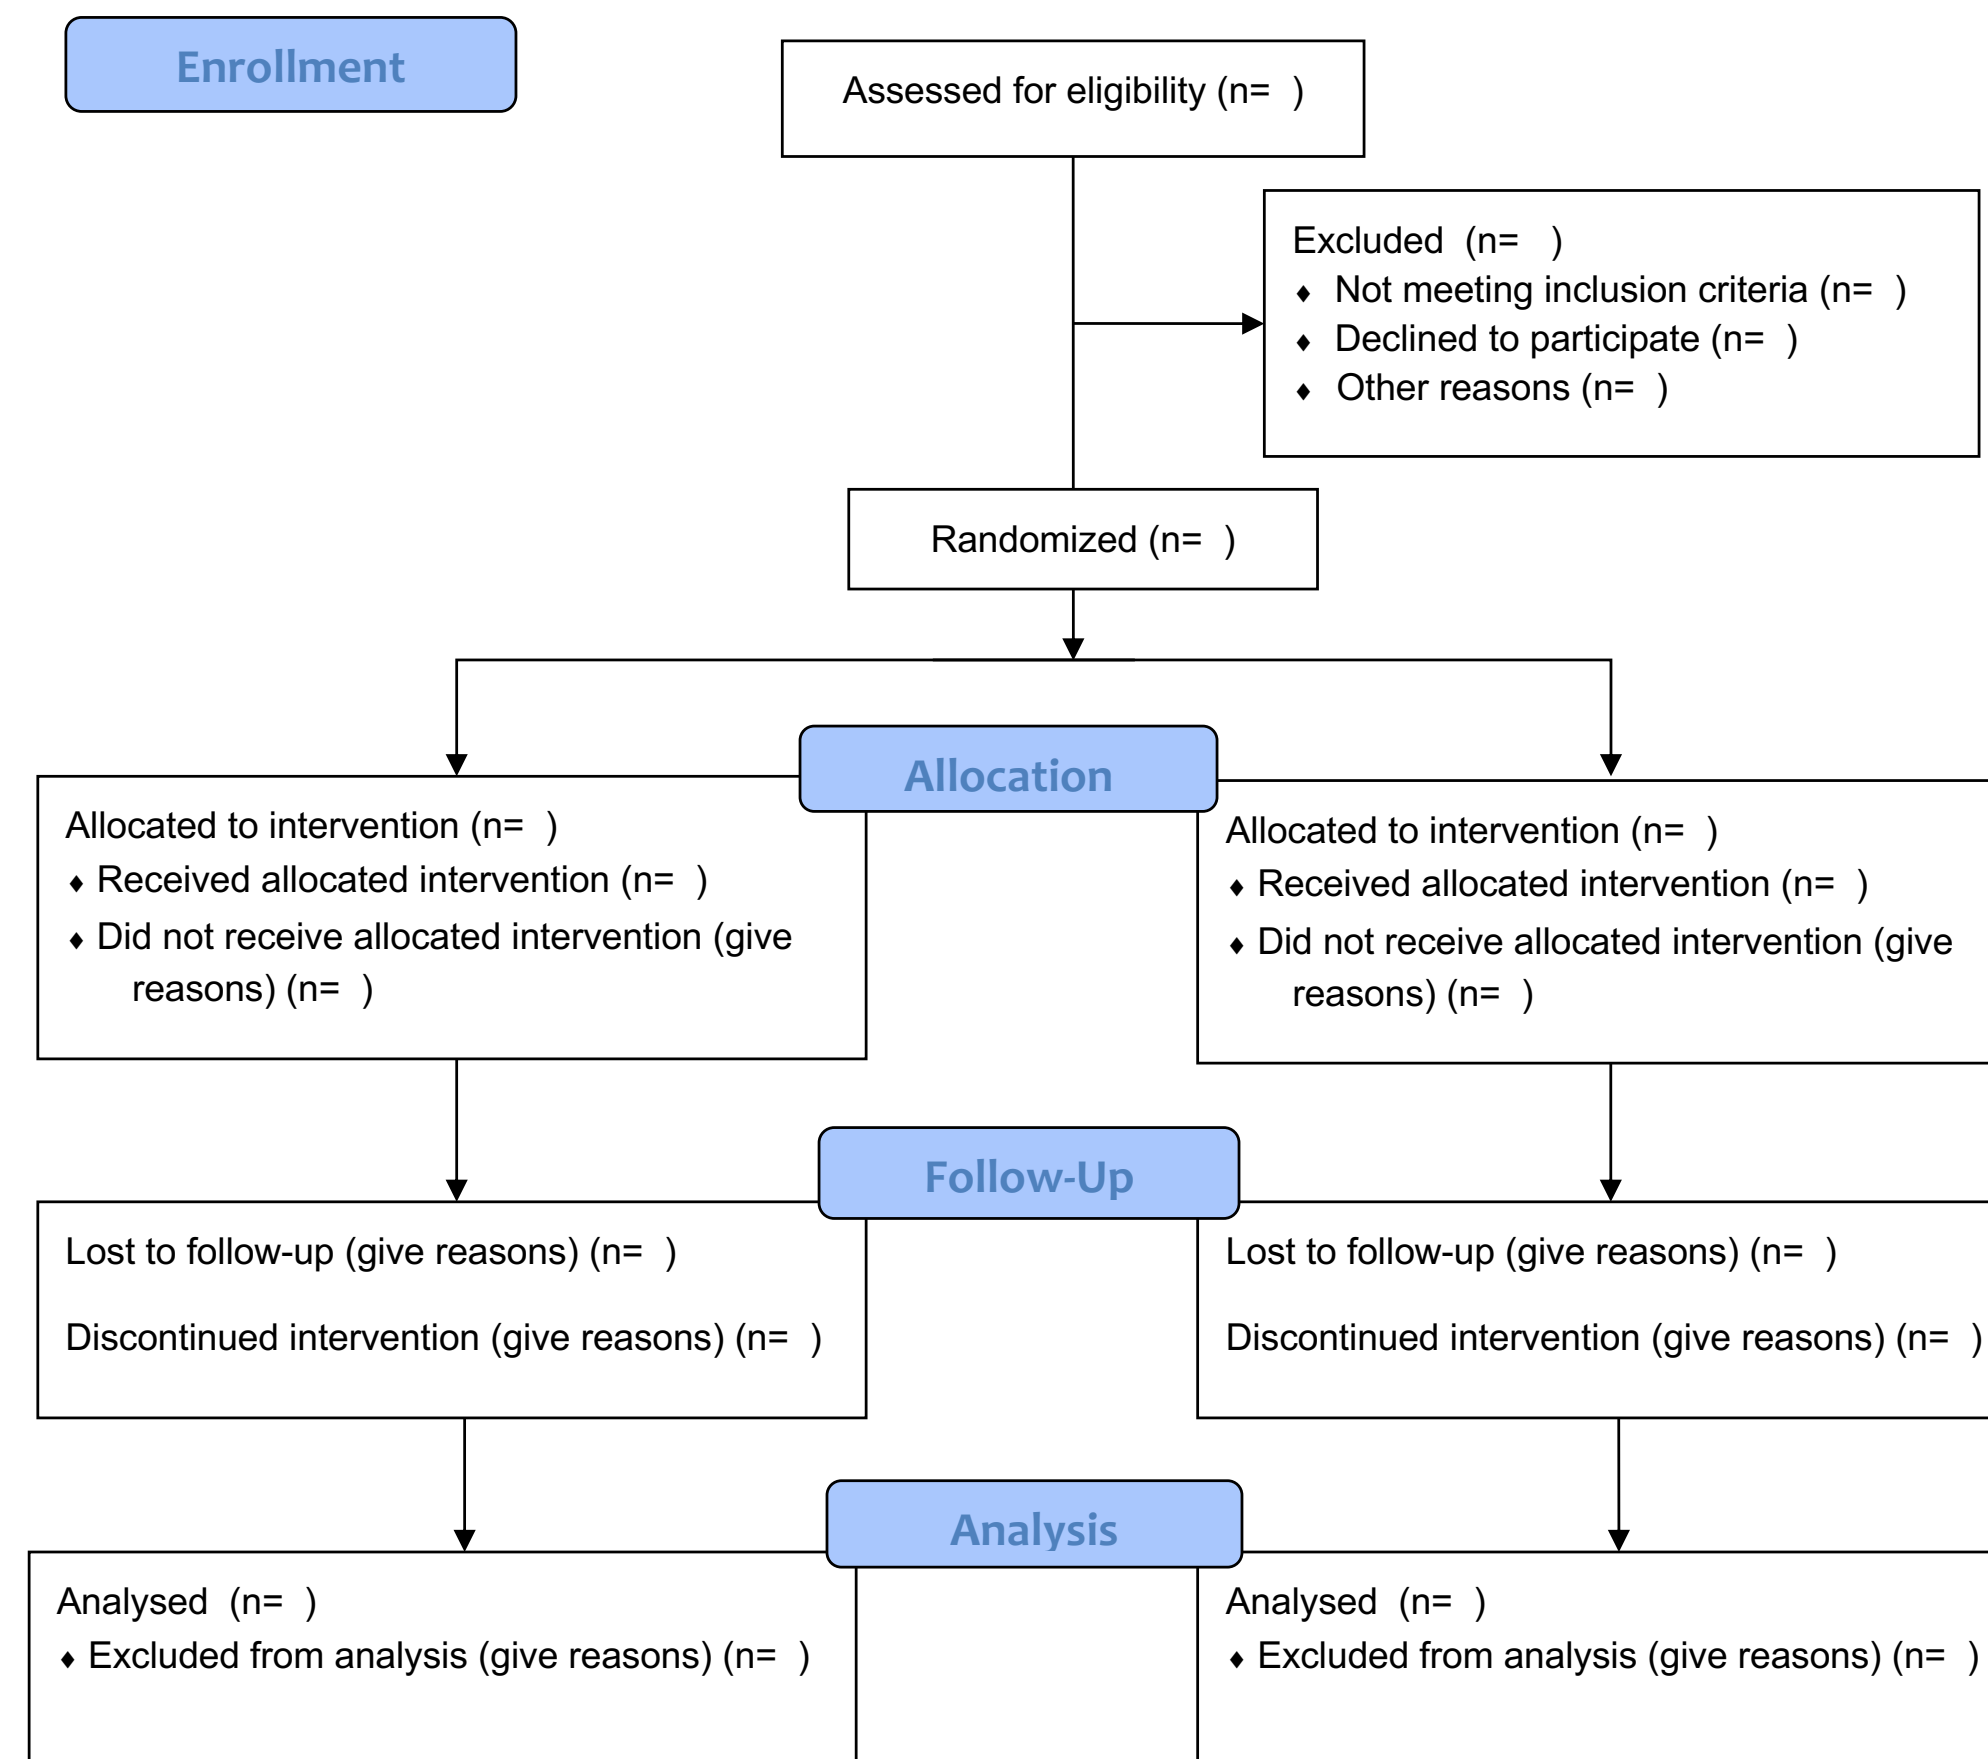 Enrollment
Assessed for eligibility (n=  )
Excluded  (n=   )
♦ Not meeting inclusion criteria (n=  )
♦ Declined to participate (n=  )
♦ Other reasons (n=  )
Randomized (n=  )
Allocation
Allocated to intervention (n=  )
♦ Received allocated intervention (n=  )
♦ Did not receive allocated intervention (give
reasons) (n=  )
Allocated to intervention (n=  )
♦ Received allocated intervention (n=  )
♦ Did not receive allocated intervention (give
reasons) (n=  )
Follow-Up
Lost to follow-up (give reasons) (n=  )
Discontinued intervention (give reasons) (n=  )
Lost to follow-up (give reasons) (n=  )
Discontinued intervention (give reasons) (n=  )
Analysis
Analysed  (n=  )
♦ Excluded from analysis (give reasons) (n=  )
Analysed  (n=  )
♦ Excluded from analysis (give reasons) (n=  )